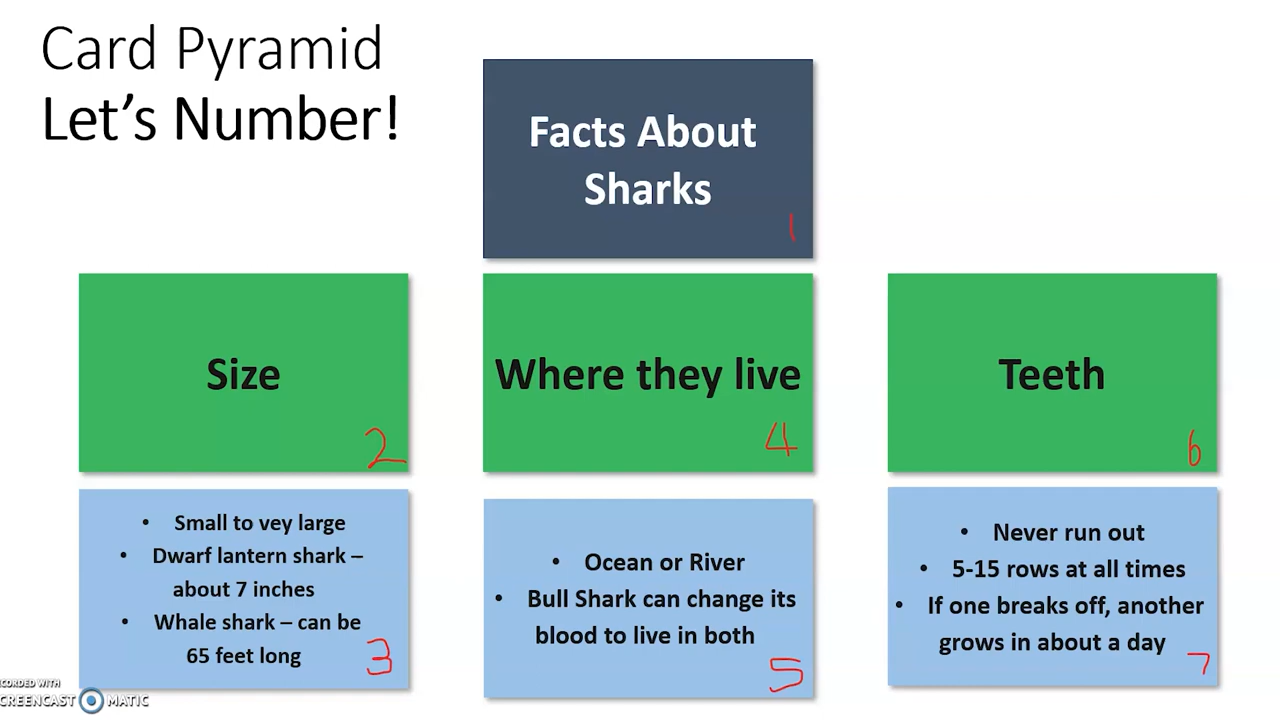 Card Pyramid
Let's Number!
Facts About
Sharks
1
Size
2
Where they live
4
Teeth
6
• Small to vey large
• Dwarf lantern shark –
about 7 inches
• Whale shark – can be
65 feet long
3
• Ocean or River
• Bull Shark can change its
blood to live in both
5
• Never run out
• 5-15 rows at all times
• If one breaks off, another
grows in about a day
7
CORDED WITH
CREENCAST MATIC